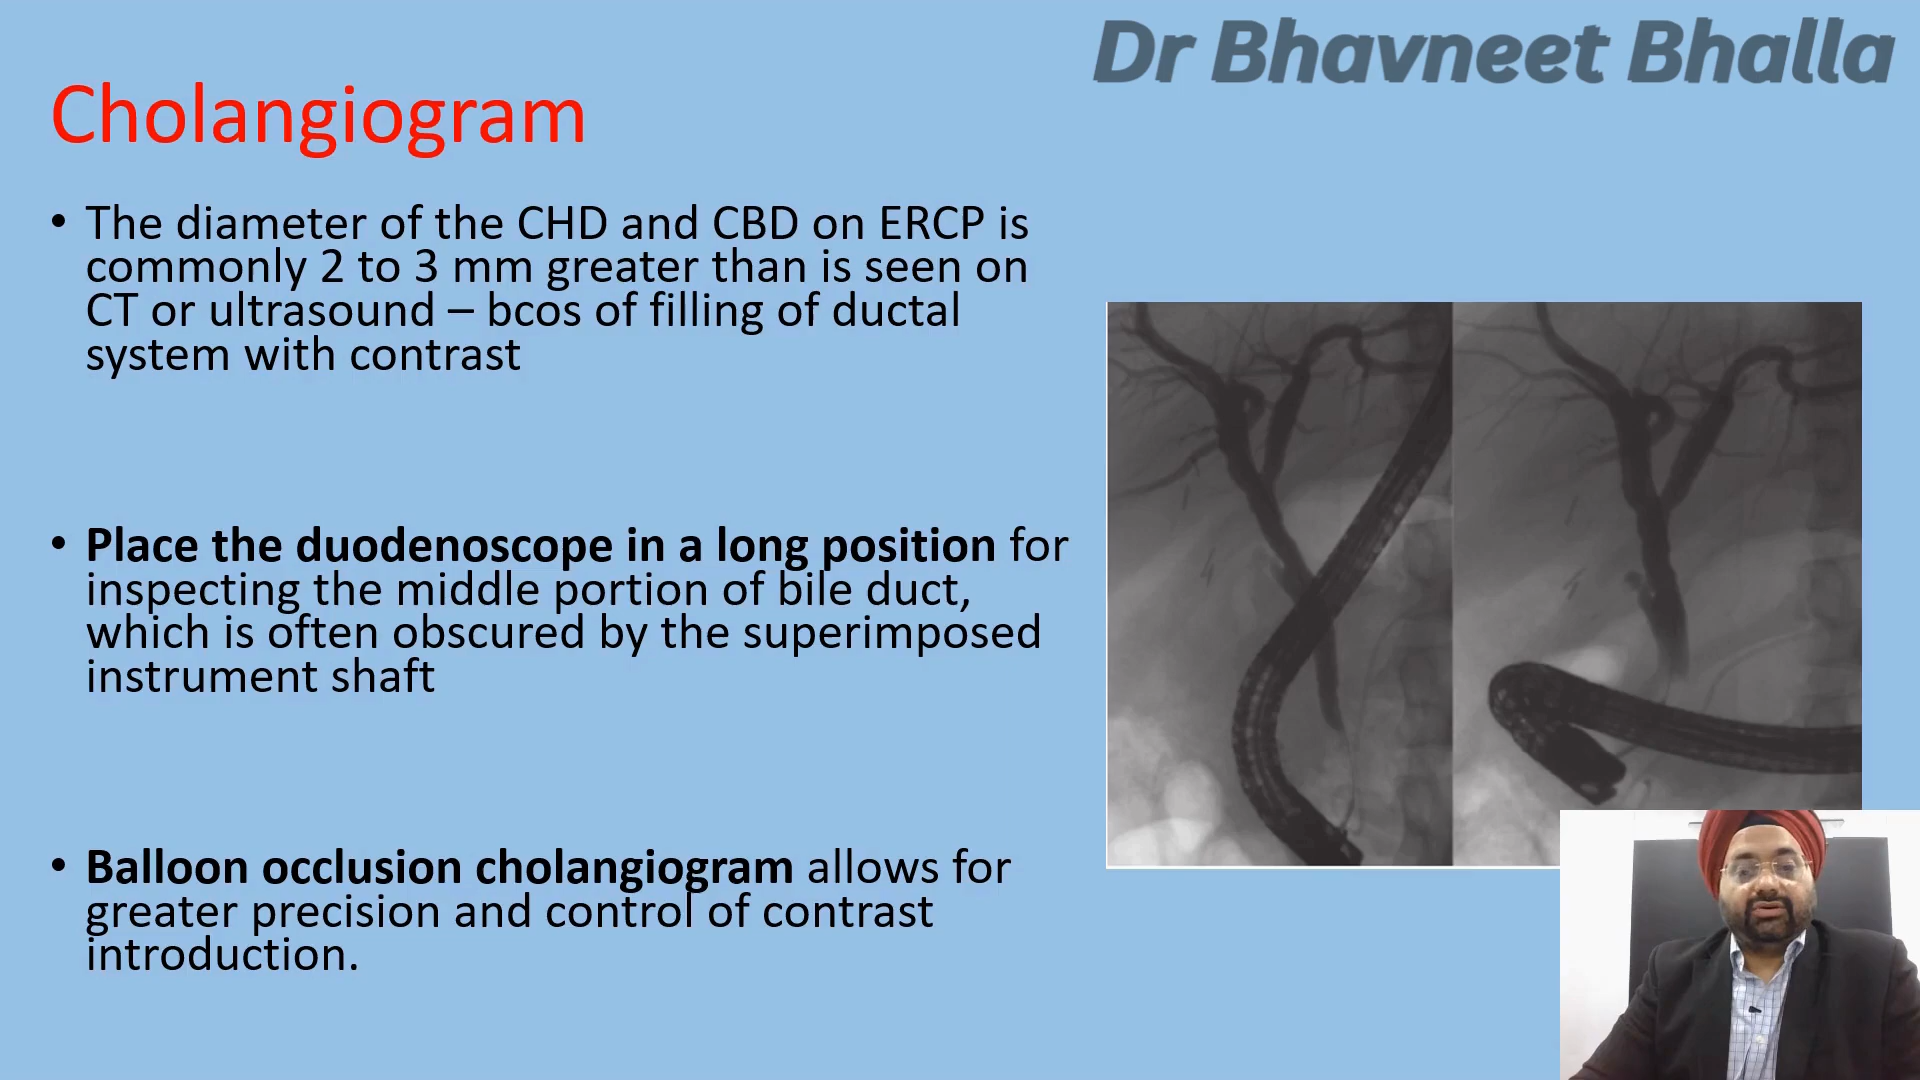 Dr Bhavneet Bhalla
Cholangiogram
• The diameter of the CHD and CBD on ERCP is
commonly 2 to 3 mm greater than is seen on
CT or ultrasound – bcos of filling of ductal
system with contrast
• Place the duodenoscope in a long position for
inspecting the middle portion of bile duct,
which is often obscured by the superimposed
instrument shaft
• Balloon occlusion cholangiogram allows for
greater precision and control of contrast
introduction.